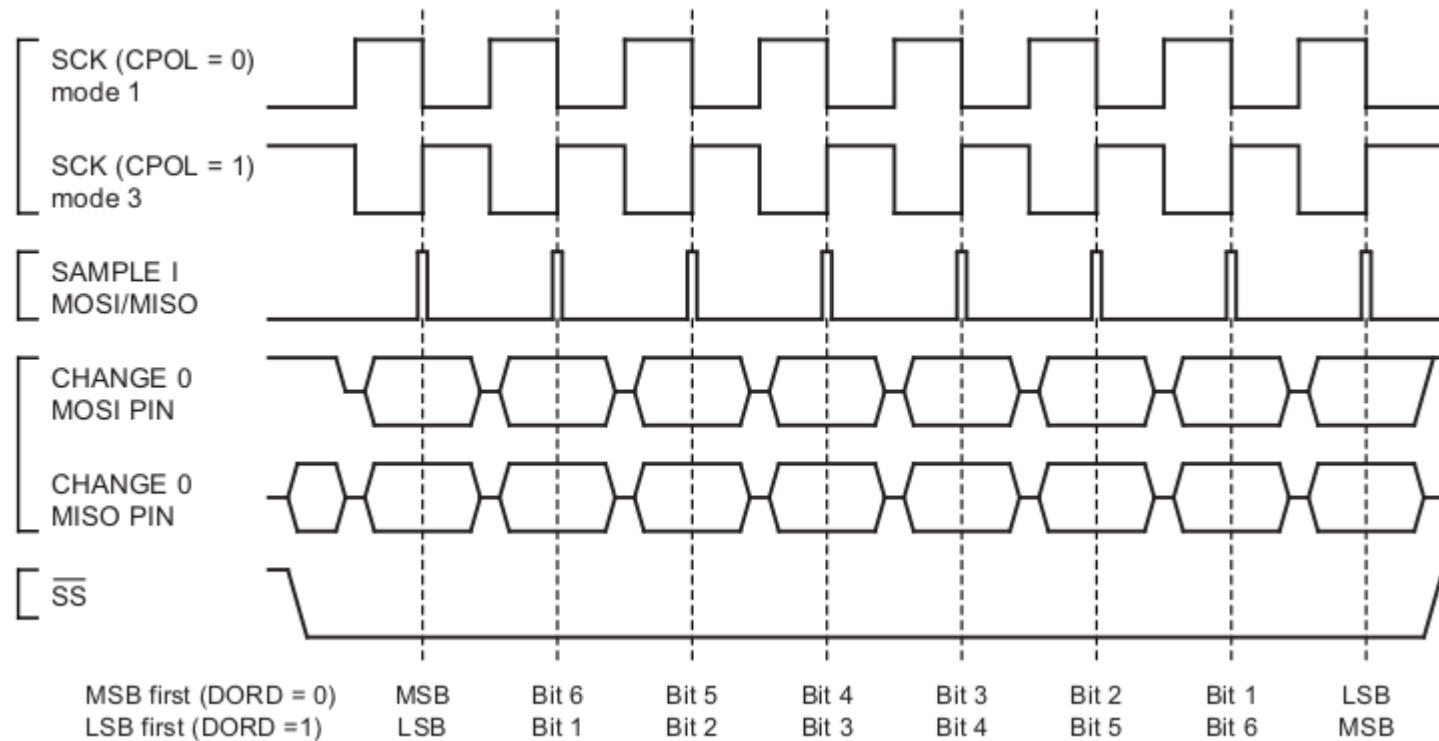 SCK (CPOL = 0)
mode 1
SCK (CPOL = 1)
mode 3
SAMPLE I
MOSI/MISO
CHANGE 0
MOSI PIN
CHANGE 0
MISO PIN
SS
MSB first (DORD = 0) MSB Bit 6 Bit 5 Bit 4 Bit 3 Bit 2 Bit 1 LSB
LSB first (DORD =1) LSB Bit 1 Bit 2 Bit 3 Bit 4 Bit 5 Bit 6 MSB